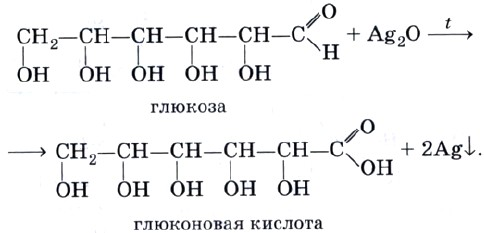 CH₂—CH—CH—CH—CH—C
O
H
+ Ag₂O
t
OH OH OH OH OH
глюкоза
CH₂—CH—CH—CH—CH—C
O
OH
+ 2Ag↓.
OH OH OH OH OH
глюконовая кислота